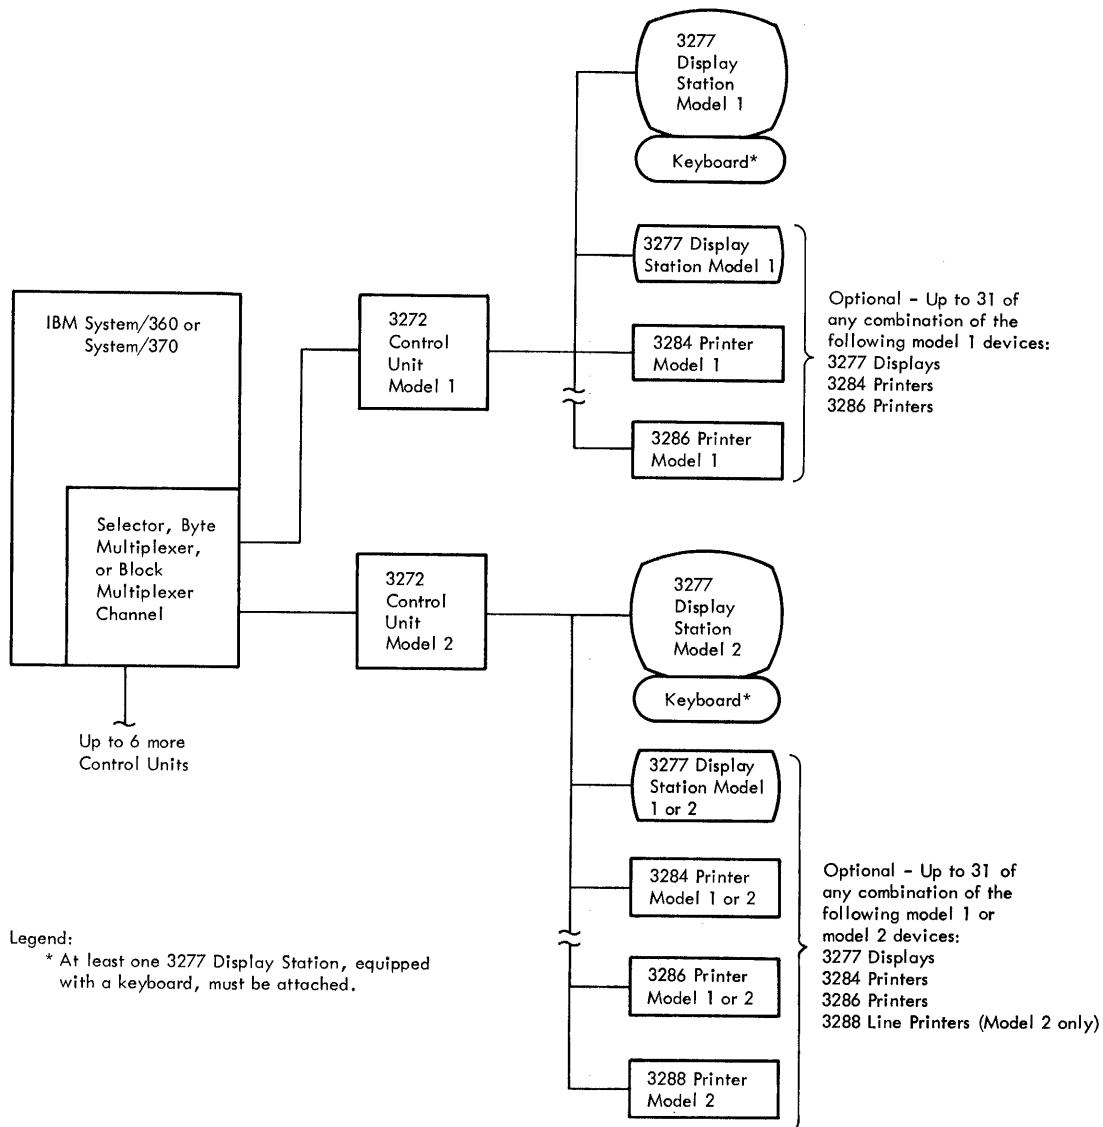 3277
Display
Station
Model 1
Keyboard*
3277 Display
Station Model 1
3284 Printer
Model 1
3286 Printer
Model 1
Optional - Up to 31 of
any combination of the
following model 1 devices:
3277 Displays
3284 Printers
3286 Printers
IBM System/360 or
System/370
3272
Control
Unit
Model 1
Selector, Byte
Multiplexer,
or Block
Multiplexer
Channel
3272
Control
Unit
Model 2
Up to 6 more
Control Units
3277
Display
Station
Model 2
Keyboard*
3277 Display
Station Model
1 or 2
3284 Printer
Model 1 or 2
3286 Printer
Model 1 or 2
3288 Printer
Model 2
Optional - Up to 31 of
any combination of the
following model 1 or
model 2 devices:
3277 Displays
3284 Printers
3286 Printers
3288 Line Printers (Model 2 only)
Legend:
* At least one 3277 Display Station, equipped
with a keyboard, must be attached.